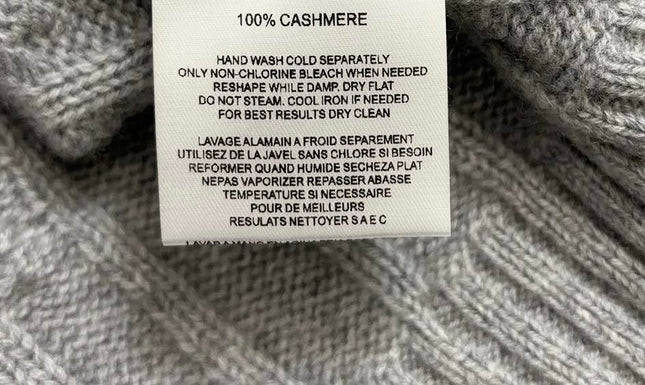 100% CASHMERE
HAND WASH COLD SEPARATELY
ONLY NON-CHLORINE BLEACH WHEN NEEDED
RESHAPE WHILE DAMP. DRY FLAT
DO NOT STEAM. COOL IRON IF NEEDED
FOR BEST RESULTS DRY CLEAN
LAVAGE ALAMAIN A FROID SEPAREMENT
UTILISEZ DE LA JAVEL SANS CHLORE SI BESOIN
REFORMER QUAND HUMIDE SECHEZA PLAT
NEPAS VAPORIZER REPASSER ABASSE
TEMPERATURE SI NECESSAIRE
POUR DE MEILLEURS
RESULATS NETTOYER S A E C